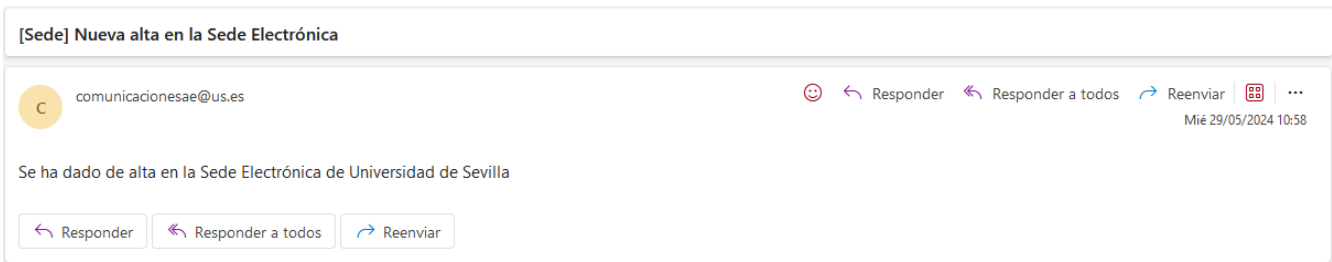 [Sede] Nueva alta en la Sede Electrónica
C
comunicacionesae@us.es
Responder Responder a todos Reenviar
Mié 29/05/2024 10:58
Se ha dado de alta en la Sede Electrónica de Universidad de Sevilla
Responder Responder a todos Reenviar